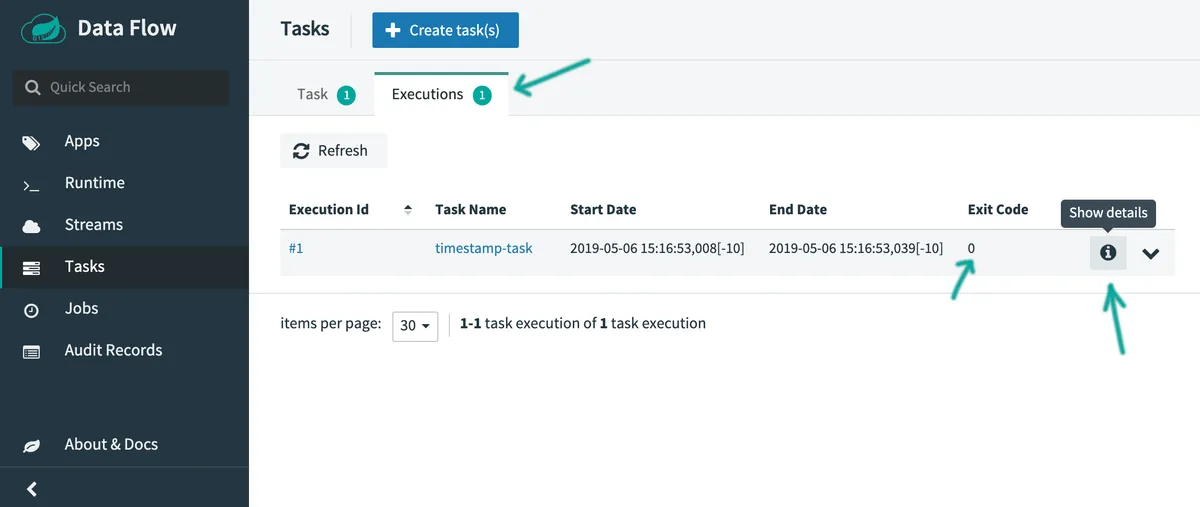 Data Flow
Quick Search
Apps
Runtime
Streams
Tasks
Jobs
Audit Records
About & Docs
Tasks
Create task(s)
Task 1
Executions 1
Refresh
Execution Id Task Name Start Date End Date Exit Code
Show details
#1 timestamp-task 2019-05-06 15:16:53,008[-10] 2019-05-06 15:16:53,039[-10] 0
items per page: 30 1-1 task execution of 1 task execution